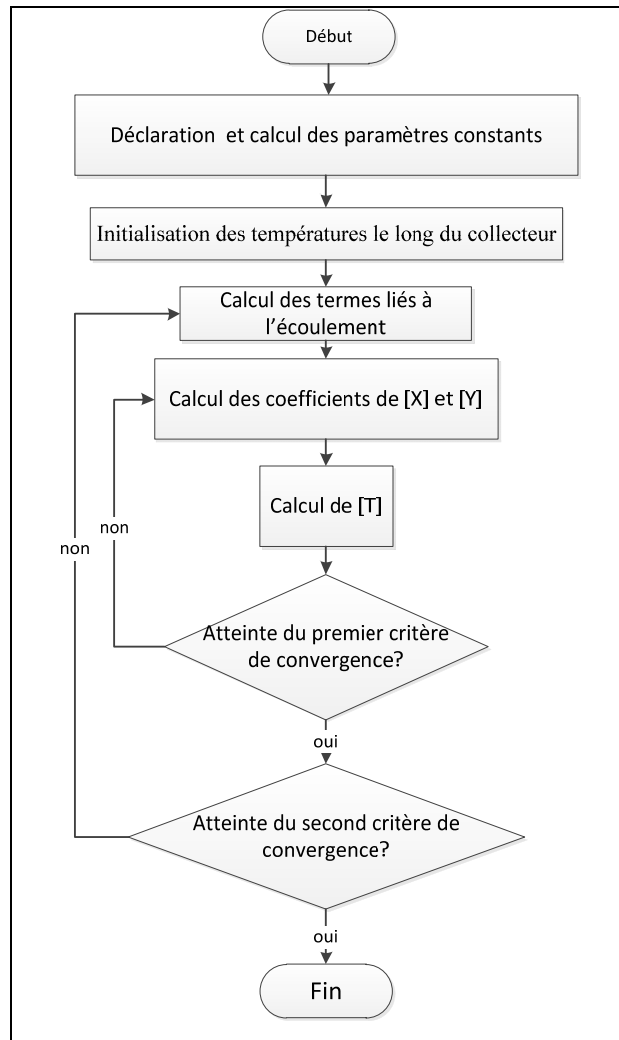 Début
Déclaration et calcul des paramètres constants
Initialisation des températures le long du collecteur
Calcul des termes liés à
l'écoulement
Calcul des coefficients de [X] et [Y]
Calcul de [T]
non
non
Atteinte du premier critère
de convergence?
oui
Atteinte du second critère de
convergence?
oui
Fin